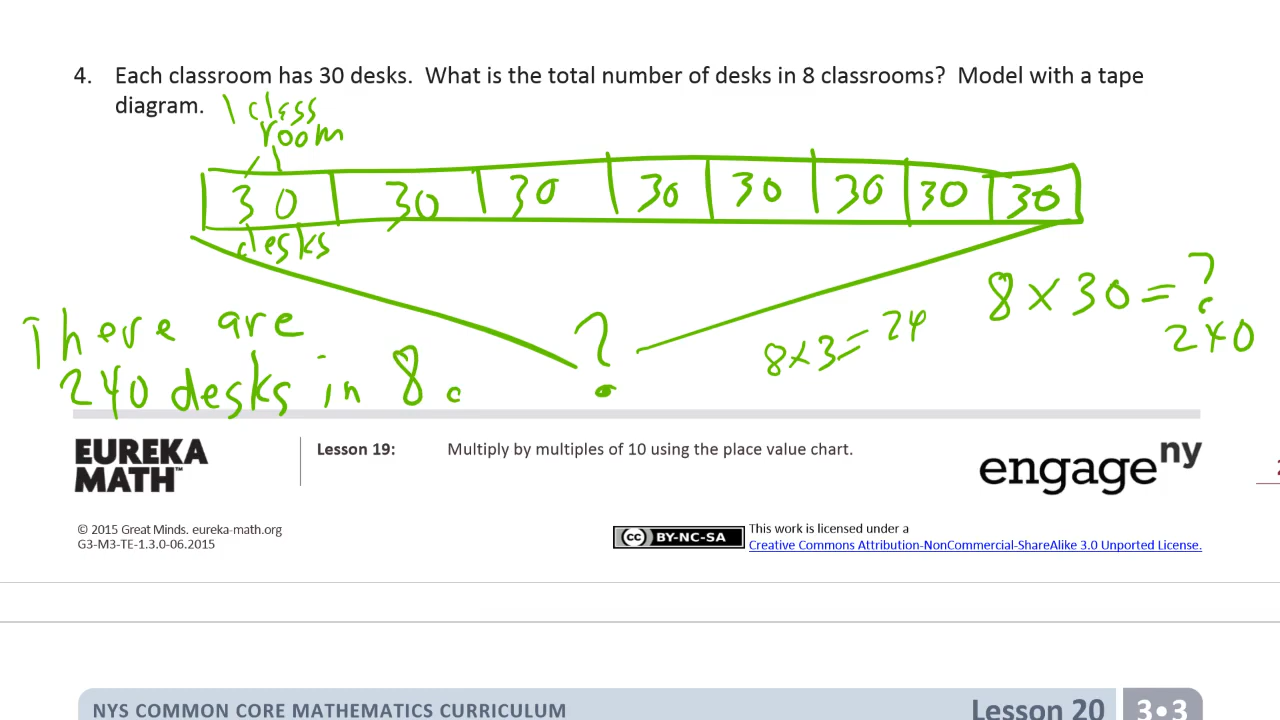 4. Each classroom has 30 desks. What is the total number of desks in 8 classrooms? Model with a tape
diagram.
1 class
room
30 30 30 30 30 30 30 30
desks
8 × 30 = ?
240
8×3=24
?
There are
240 desks in 8 c
EUREKA
MATH™
Lesson 19: Multiply by multiples of 10 using the place value chart.
engage ny
© 2015 Great Minds. eureka-math.org
G3-M3-TE-1.3.0-06.2015
CC BY-NC-SA
This work is licensed under a
Creative Commons Attribution-NonCommercial-ShareAlike 3.0 Unported License.
NYS COMMON CORE MATHEMATICS CURRICULUM
Lesson 20 3•3